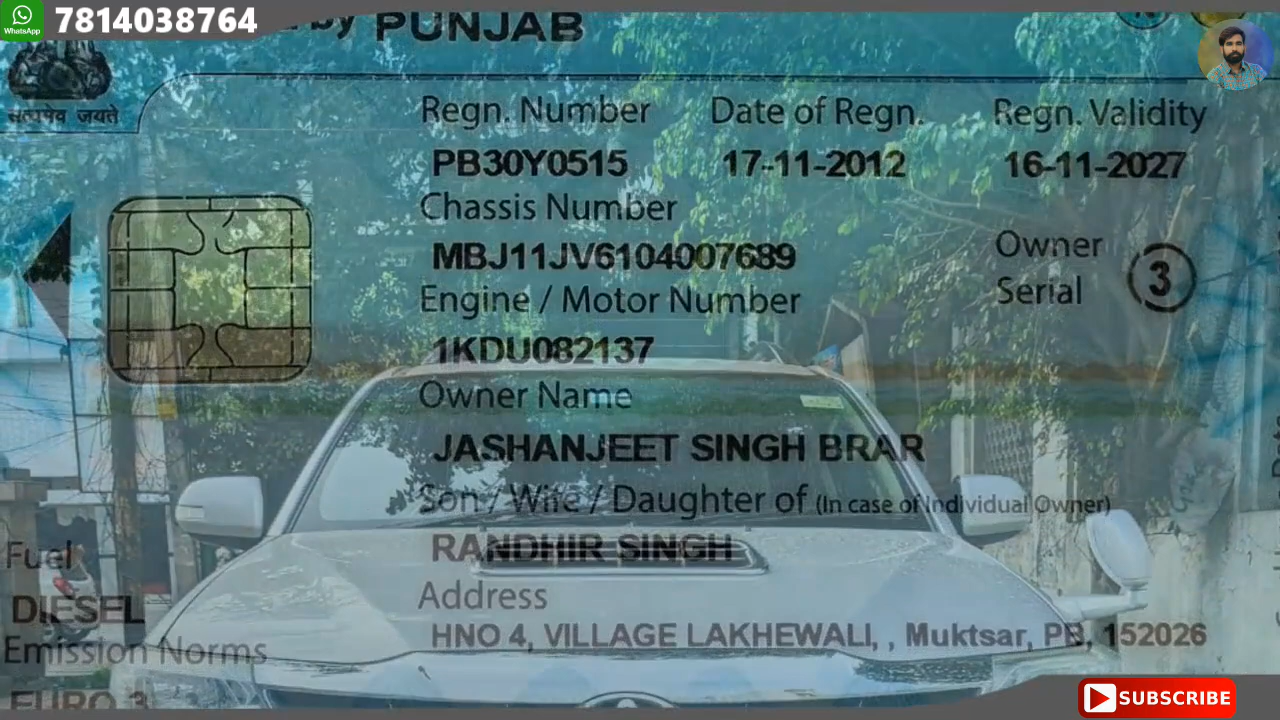 WhatsApp
7814038764
by PUNJAB
सत्यमेव जयते
Regn. Number Date of Regn. Regn. Validity
PB30Y0515 17-11-2012 16-11-2027
Chassis Number
MBJ11JV6104007689
Owner
Serial 3
Engine / Motor Number
1KDU082137
Owner Name
JASHANJEET SINGH BRAR
Son / Wife / Daughter of (In case of Individual Owner)
RANDHIR SINGH
Fuel
DIESEL
Address
HNO 4, VILLAGE LAKHEWALI, , Muktsar, PB, 152026
Emission Norms
EURO 3
SUBSCRIBE